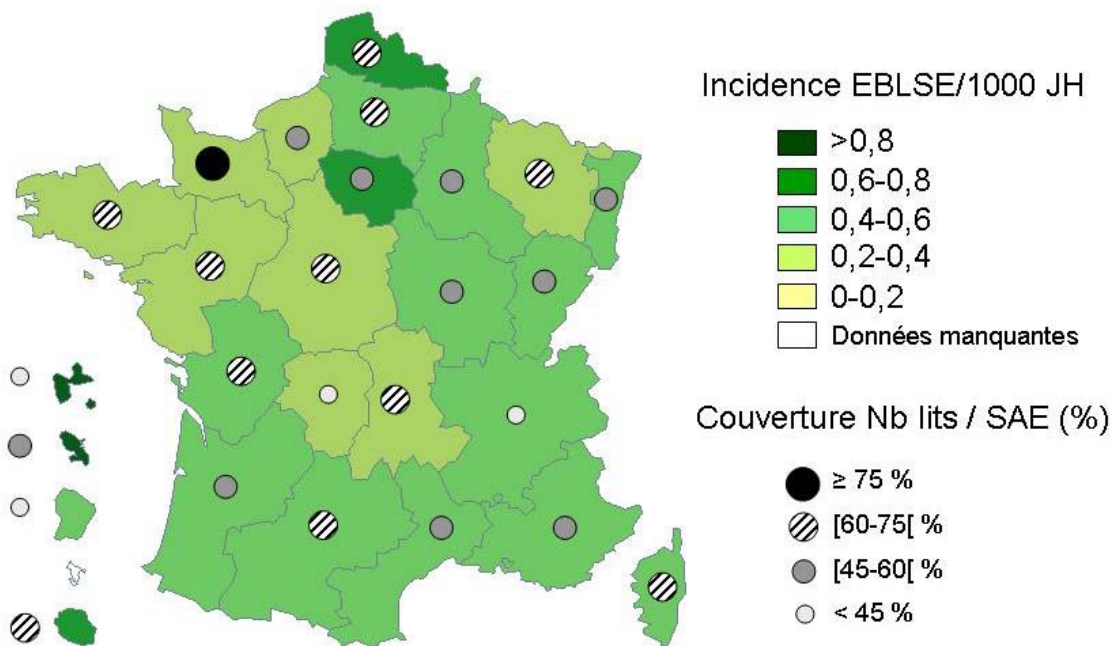 Incidence EBLSE/1000 JH
>0,8
0,6-0,8
0,4-0,6
0,2-0,4
0-0,2
Données manquantes
Couverture Nb lits / SAE (%)
≥ 75 %
[60-75[ %
[45-60[ %
< 45 %